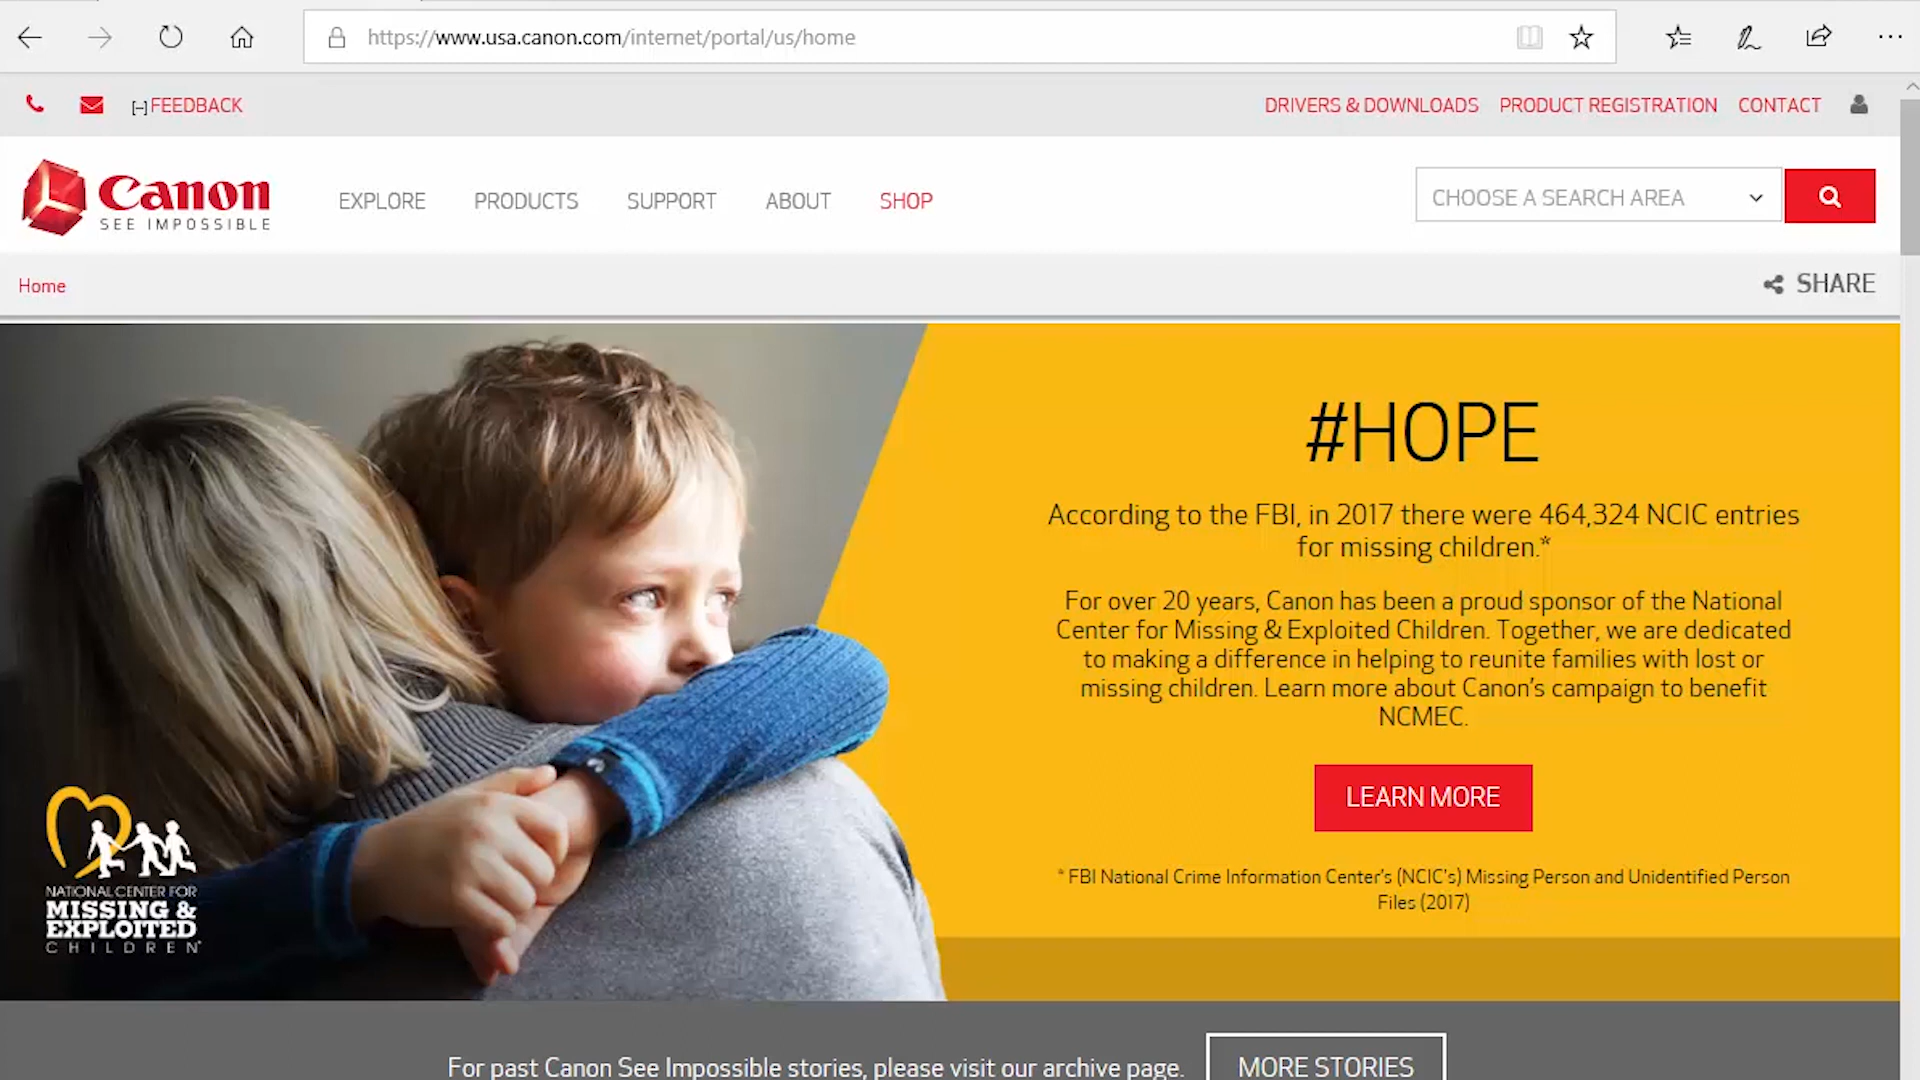 https://www.usa.canon.com/internet/portal/us/home
[-] FEEDBACK
DRIVERS & DOWNLOADS PRODUCT REGISTRATION CONTACT
Canon
SEE IMPOSSIBLE
EXPLORE PRODUCTS SUPPORT ABOUT SHOP
CHOOSE A SEARCH AREA
Home
SHARE
#HOPE
According to the FBI, in 2017 there were 464,324 NCIC entries
for missing children.*
For over 20 years, Canon has been a proud sponsor of the National
Center for Missing & Exploited Children. Together, we are dedicated
to making a difference in helping to reunite families with lost or
missing children. Learn more about Canon's campaign to benefit
NCMEC.
LEARN MORE
* FBI National Crime Information Center's (NCIC's) Missing Person and Unidentified Person
Files (2017)
NATIONAL CENTER FOR
MISSING &
EXPLOITED
CHILDREN
For past Canon See Impossible stories, please visit our archive page.
MORE STORIES